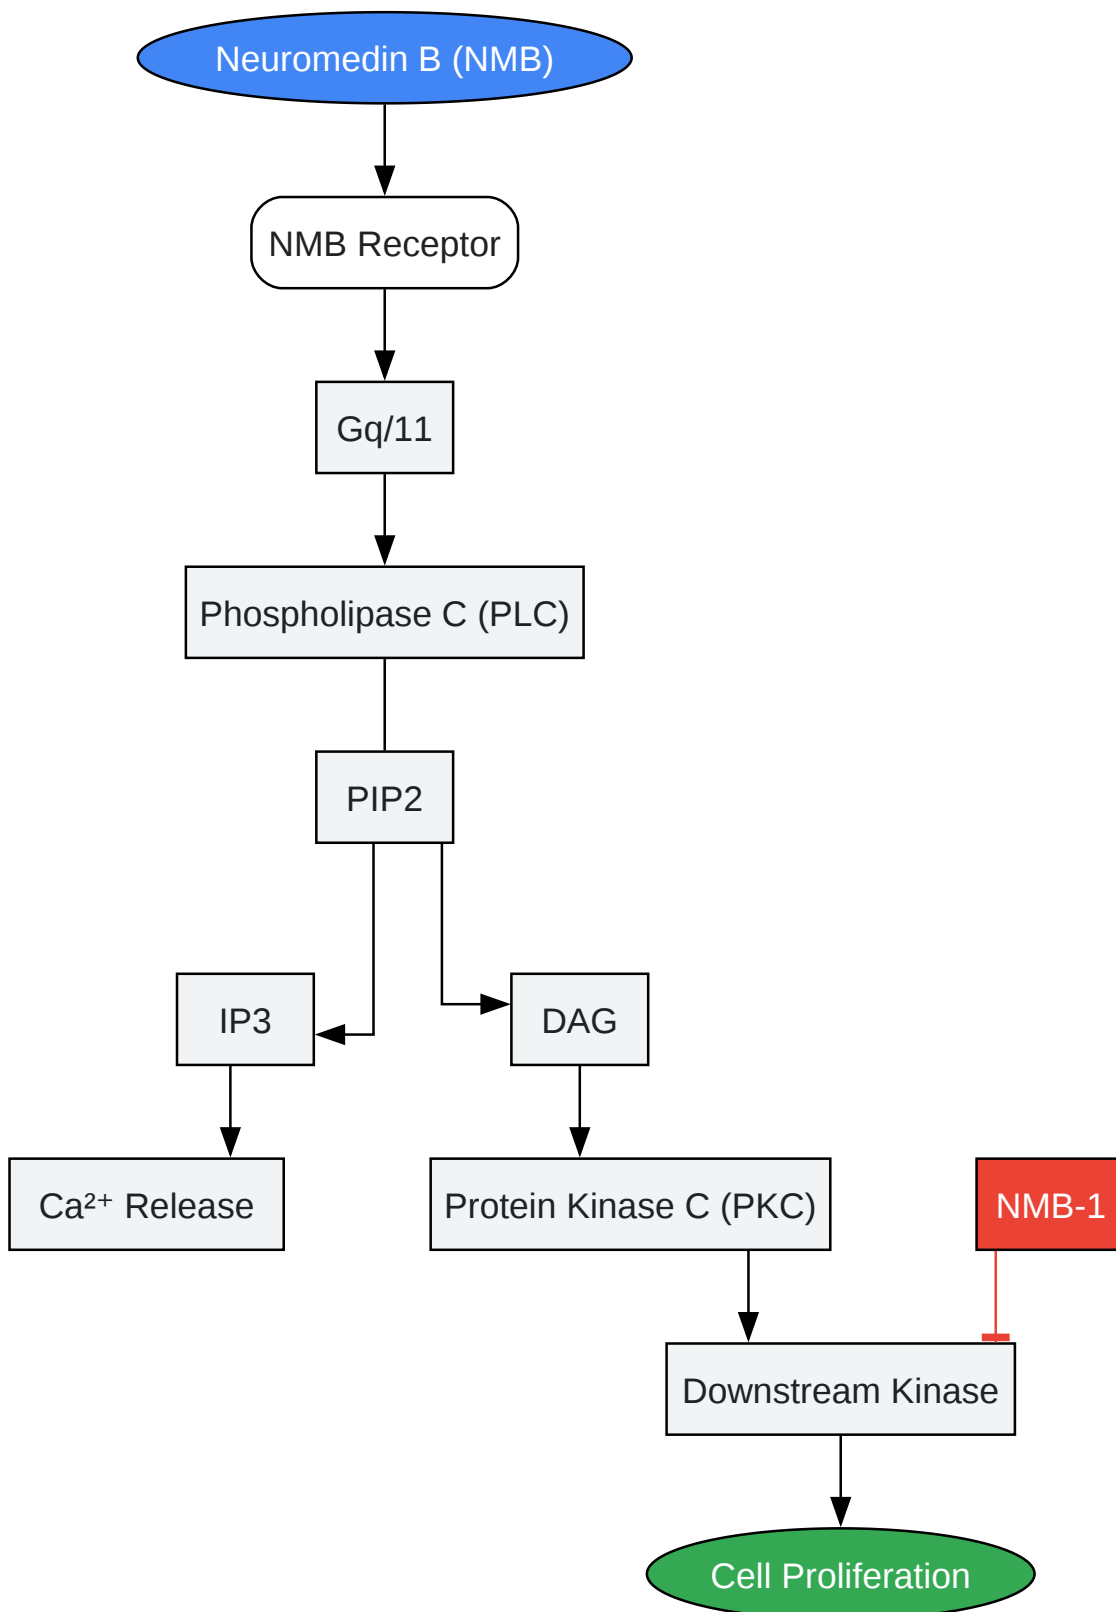 Neuromedin B (NMB)
NMB Receptor
Gq/11
Phospholipase C (PLC)
PIP2
IP3
DAG
Ca²⁺ Release
Protein Kinase C (PKC)
NMB-1
Downstream Kinase
Cell Proliferation